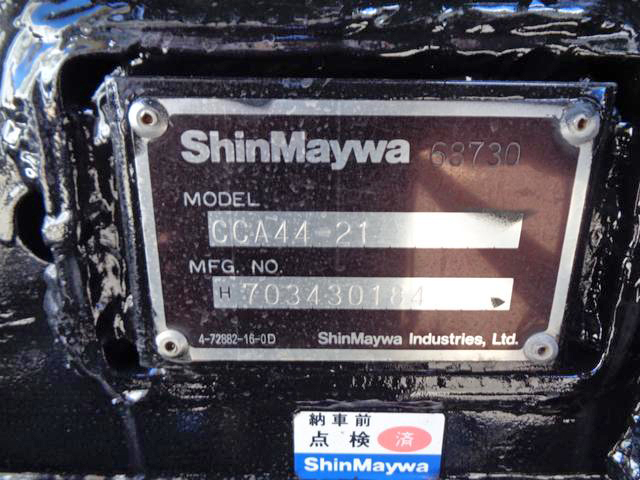 ShinMaywa 68730
MODEL
CCA44-21
MFG. NO.
H 703430184
4-72882-16-0D ShinMaywa Industries, Ltd.
納車前
点検 済
ShinMaywa